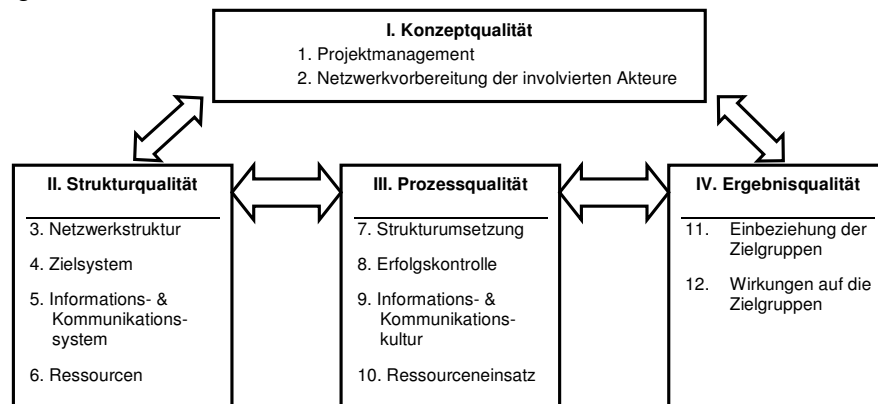 I. Konzeptqualität
1. Projektmanagement
2. Netzwerkvorbereitung der involvierten Akteure
II. Strukturqualität
3. Netzwerkstruktur
4. Zielsystem
5. Informations- &
Kommunikations-
system
6. Ressourcen
III. Prozessqualität
7. Strukturumsetzung
8. Erfolgskontrolle
9. Informations- &
Kommunikations-
kultur
10. Ressourceneinsatz
IV. Ergebnisqualität
11. Einbeziehung der
Zielgruppen
12. Wirkungen auf die
Zielgruppen